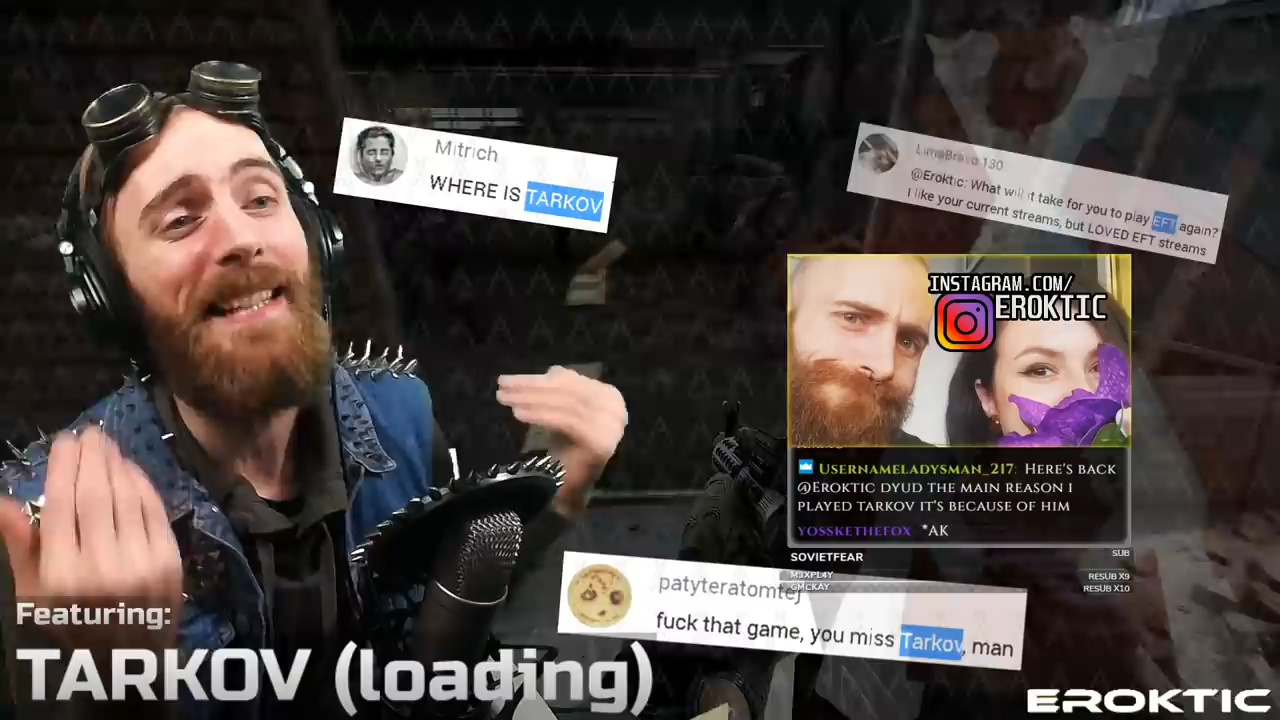 Mitrich
WHERE IS TARKOV
130
@Eroktic: What will it take for you to play EFT again?
I like your current streams, but LOVED EFT streams
INSTAGRAM.COM/
EROKTIC
USERNAMELADYSMAN_217: HERE'S BACK
@EROKTIC DYUD THE MAIN REASON I
PLAYED TARKOV IT'S BECAUSE OF HIM
YOSSKETHEFOX *AK
SOVIETFEAR SUB
M3XPL4Y RESUB X9
GMCKAY RESUB X10
patyteratomtej
fuck that game, you miss Tarkov, man
Featuring:
TARKOV (loading)
EROKTIC